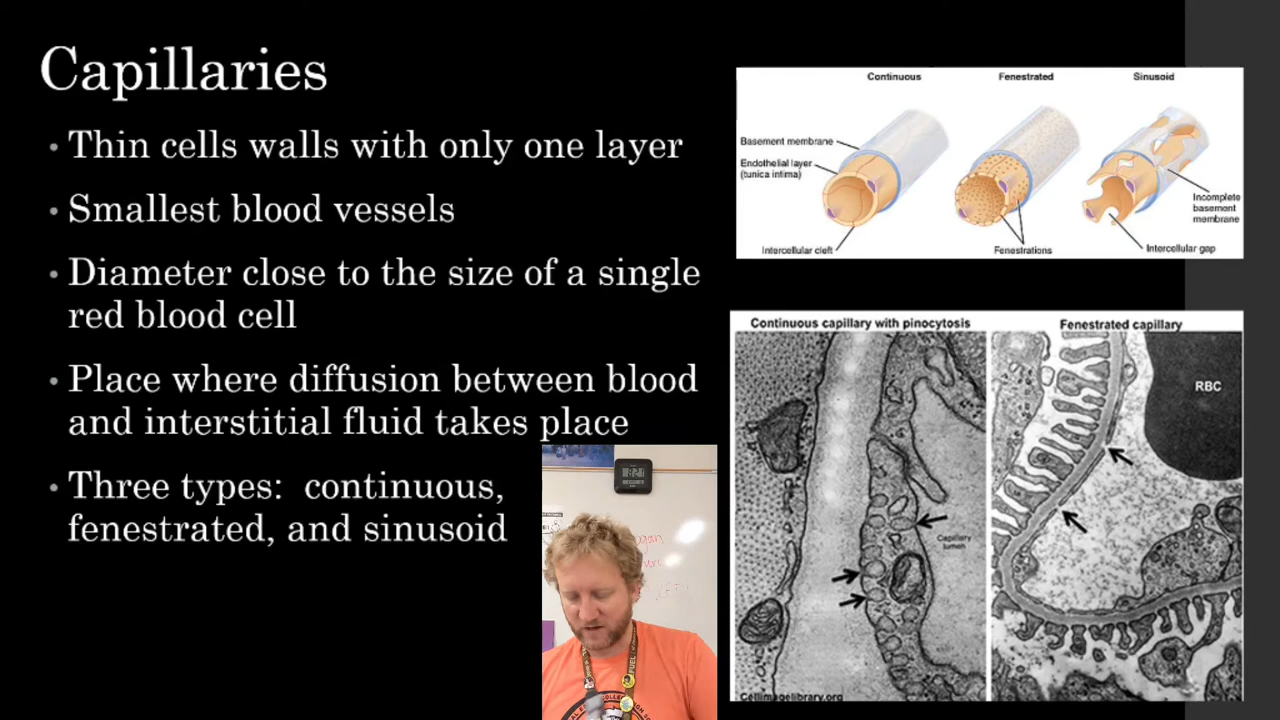 Capillaries
• Thin cells walls with only one layer
• Smallest blood vessels
• Diameter close to the size of a single
red blood cell
• Place where diffusion between blood
and interstitial fluid takes place
• Three types: continuous,
fenestrated, and sinusoid
Continuous
Fenestrated
Sinusoid
Basement membrane
Endothelial layer
(tunica intima)
Intercellular cleft
Fenestrations
Incomplete
basement
membrane
Intercellular gap
Continuous capillary with pinocytosis
Fenestrated capillary
RBC
Capillary
lumen
Cellimagelibrary.org
FUEL